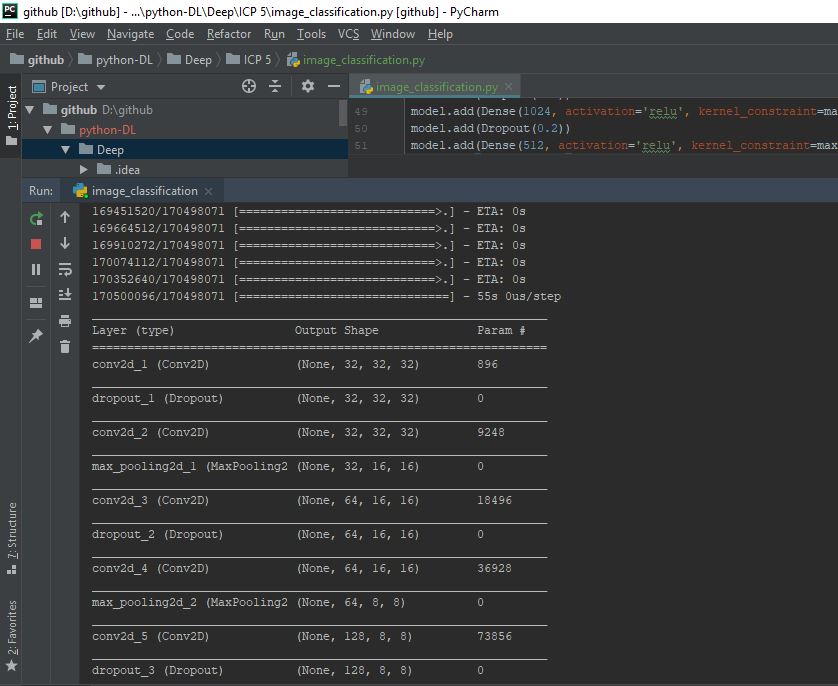 PC github [D:\github] - ...\python-DL\Deep\ICP 5\image_classification.py [github] - PyCharm
File Edit View Navigate Code Refactor Run Tools VCS Window Help
github python-DL Deep ICP 5 image_classification.py
1: Project
Project
image_classification.py
github D:\github
python-DL
Deep
.idea
49 model.add(Dense(1024, activation='relu', kernel_constraint=ma
50 model.add(Dropout(0.2))
51 model.add(Dense(512, activation='relu', kernel_constraint=max
Run: image_classification
169451520/170498071 [============================>.] - ETA: 0s
169664512/170498071 [============================>.] - ETA: 0s
169910272/170498071 [============================>.] - ETA: 0s
170074112/170498071 [============================>.] - ETA: 0s
170352640/170498071 [============================>.] - ETA: 0s
170500096/170498071 [==============================] - 55s 0us/step
Layer (type) Output Shape Param #
=================================================================
conv2d_1 (Conv2D) (None, 32, 32, 32) 896
dropout_1 (Dropout) (None, 32, 32, 32) 0
conv2d_2 (Conv2D) (None, 32, 32, 32) 9248
max_pooling2d_1 (MaxPooling2 (None, 32, 16, 16) 0
conv2d_3 (Conv2D) (None, 64, 16, 16) 18496
dropout_2 (Dropout) (None, 64, 16, 16) 0
conv2d_4 (Conv2D) (None, 64, 16, 16) 36928
max_pooling2d_2 (MaxPooling2 (None, 64, 8, 8) 0
conv2d_5 (Conv2D) (None, 128, 8, 8) 73856
dropout_3 (Dropout) (None, 128, 8, 8) 0
7: Structure
2: Favorites